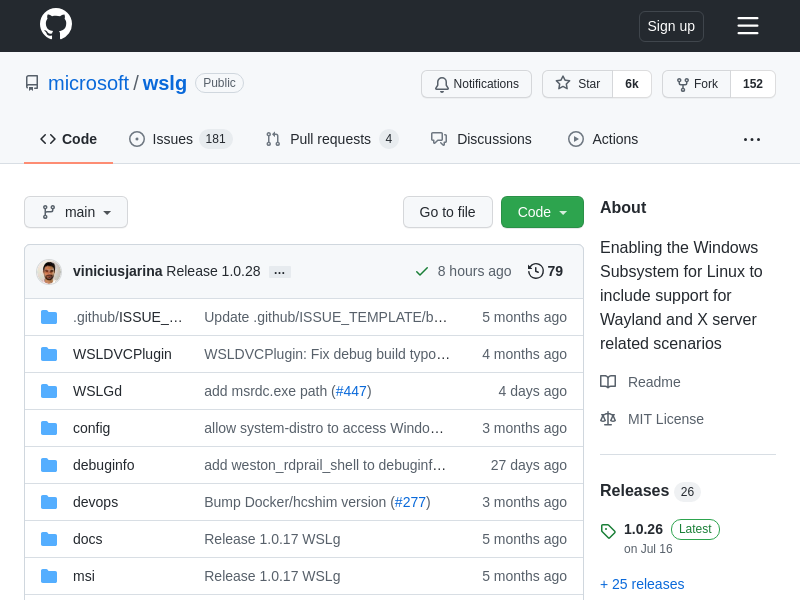 Sign up
microsoft / wslg Public
Notifications
Star 6k
Fork 152
Code
Issues 181
Pull requests 4
Discussions
Actions
main
Go to file
Code
viniciusjarina Release 1.0.28 ...
8 hours ago
79
.github/ISSUE_… Update .github/ISSUE_TEMPLATE/b… 5 months ago
WSLDVCPlugin WSLDVCPlugin: Fix debug build typo… 4 months ago
WSLGd add msrdc.exe path (#447) 4 days ago
config allow system-distro to access Windo… 3 months ago
debuginfo add weston_rdprail_shell to debuginf… 27 days ago
devops Bump Docker/hcshim version (#277) 3 months ago
docs Release 1.0.17 WSLg 5 months ago
msi Release 1.0.17 WSLg 5 months ago
About
Enabling the Windows
Subsystem for Linux to
include support for
Wayland and X server
related scenarios
Readme
MIT License
Releases 26
1.0.26 Latest
on Jul 16
+ 25 releases